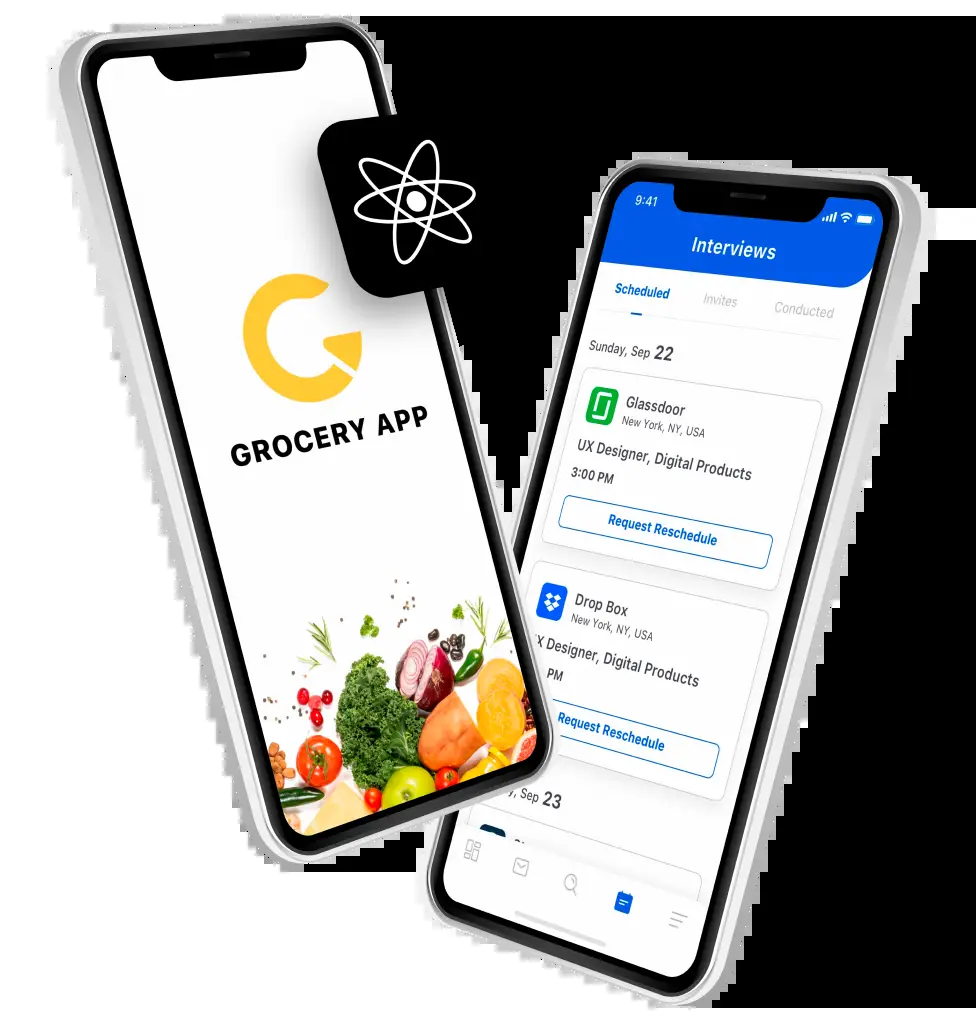 GROCERY APP
9:41
Interviews
Scheduled Invites Conducted
Sunday, Sep 22
Glassdoor
New York, NY, USA
UX Designer, Digital Products
3:00 PM
Request Reschedule
Drop Box
New York, NY, USA
X Designer, Digital Products
PM
Request Reschedule
y, Sep 23